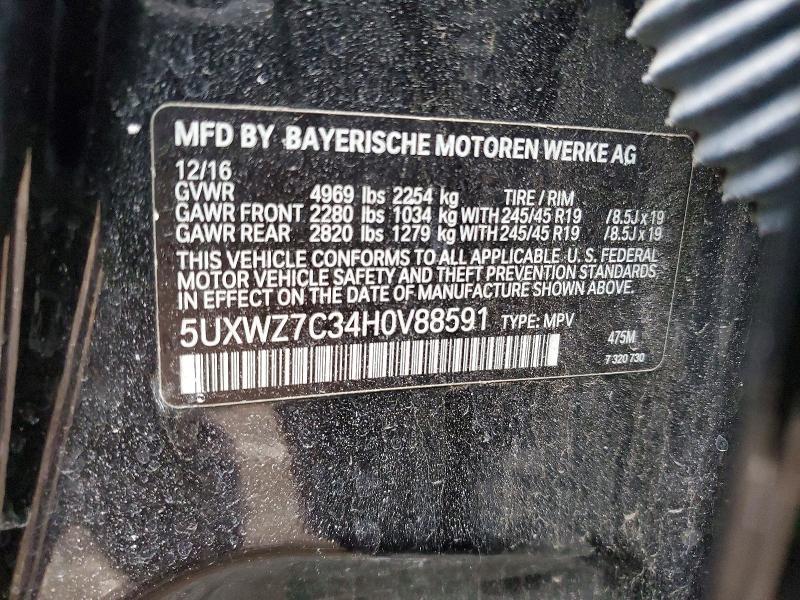 MFD BY BAYERISCHE MOTOREN WERKE AG
12/16
GVWR 4969 lbs 2254 kg TIRE / RIM
GAWR FRONT 2280 lbs 1034 kg WITH 245/45 R19 /8.5J x 19
GAWR REAR 2820 lbs 1279 kg WITH 245/45 R19 /8.5J x 19
THIS VEHICLE CONFORMS TO ALL APPLICABLE U. S. FEDERAL
MOTOR VEHICLE SAFETY AND THEFT PREVENTION STANDARDS
IN EFFECT ON THE DATE OF MANUFACTURE SHOWN ABOVE.
5UXWZ7C34H0V88591 TYPE: MPV
475M
7 320 730